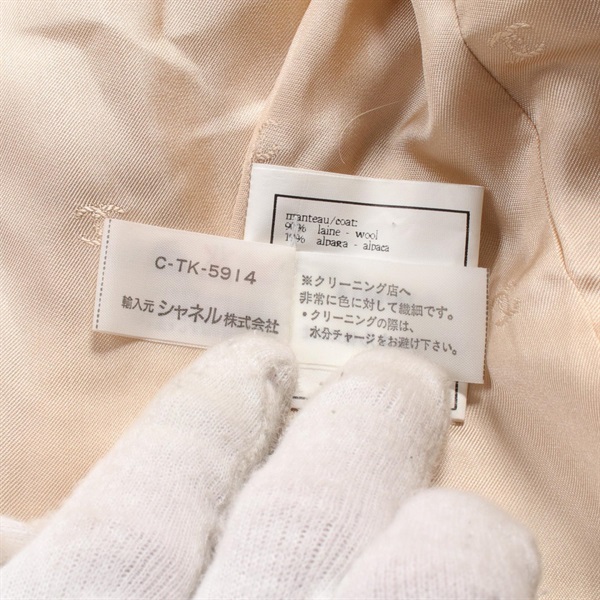 manteau/coat:
90% laine - wool
10% alpaga - alpaca
C-TK-5914
輸入元 シャネル株式会社
※クリーニング店へ
非常に色に対して繊細です。
・クリーニングの際は、
水分チャージをお避け下さい。